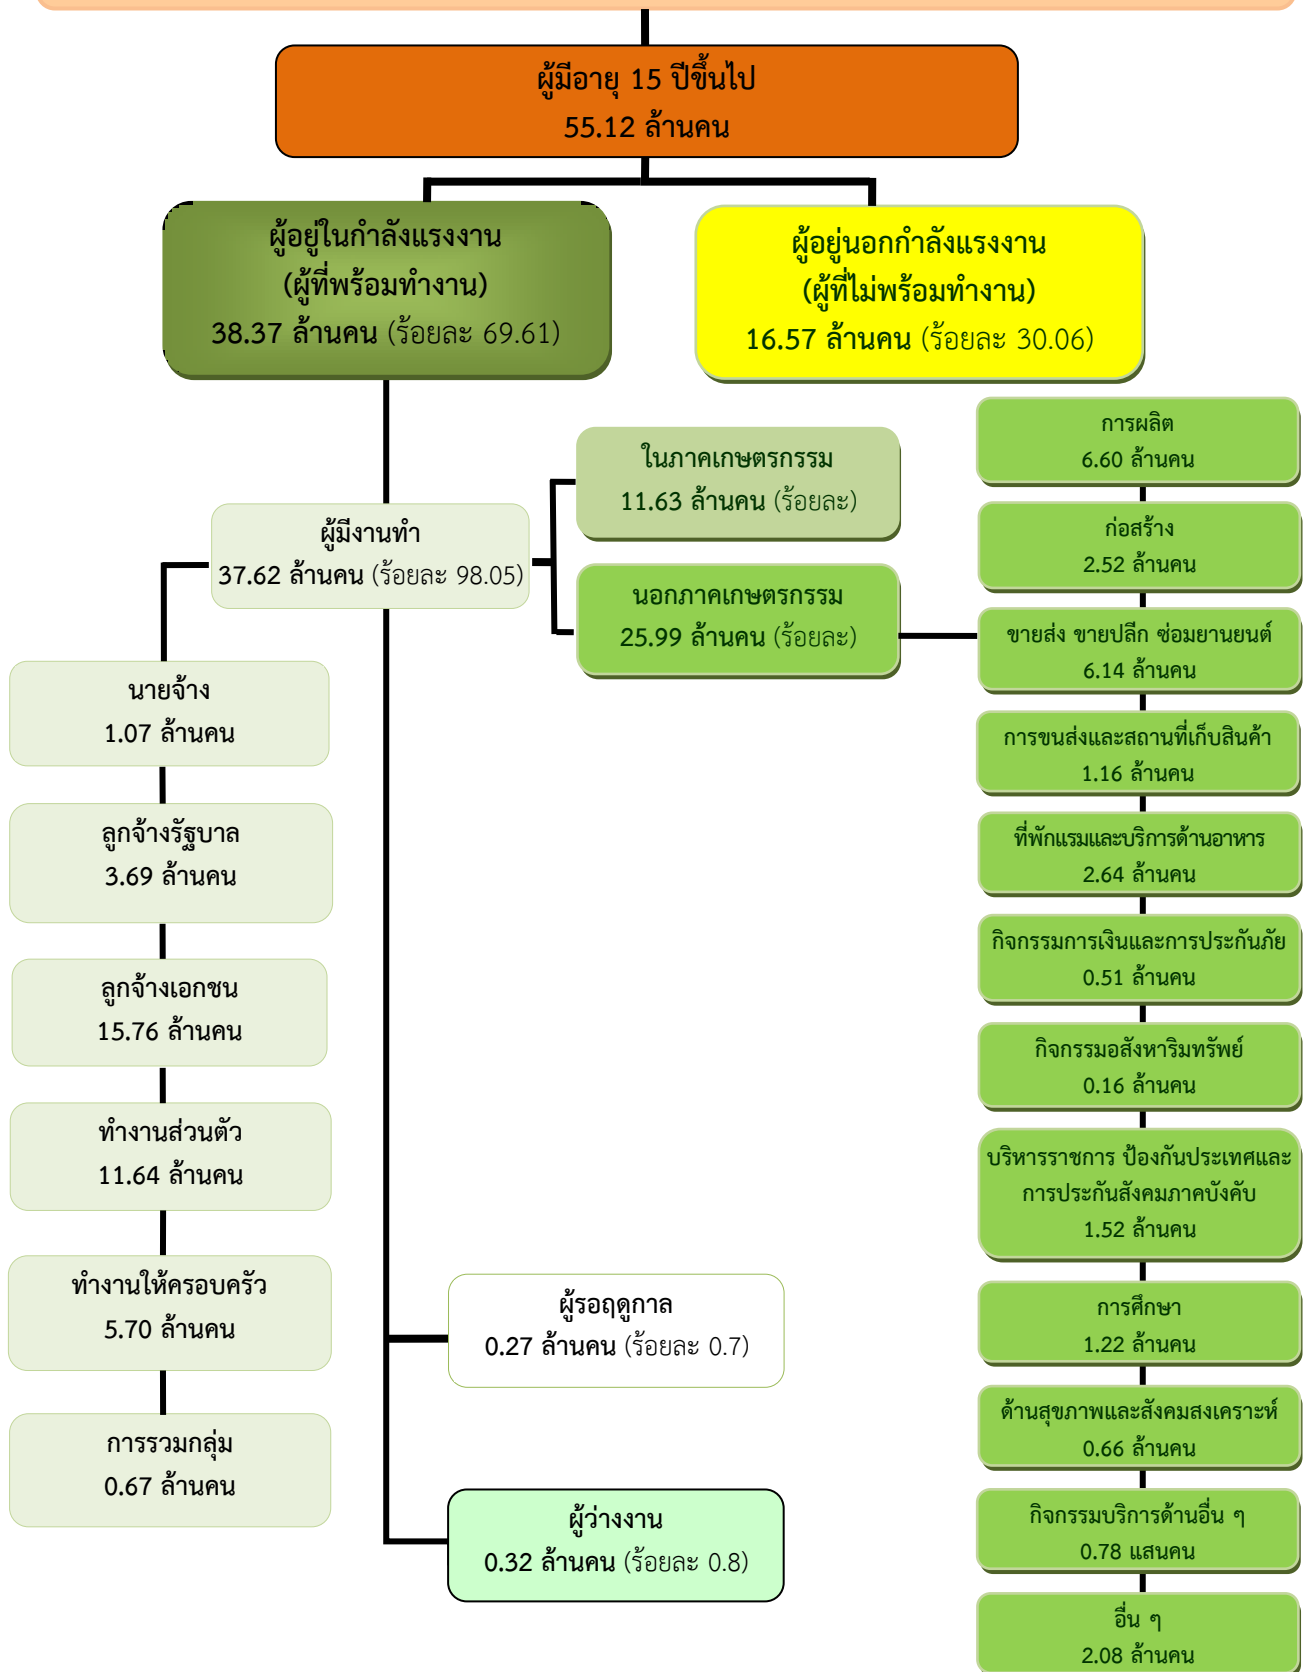 ผู้มีอายุ 15 ปีขึ้นไป
55.12 ล้านคน
ผู้อยู่ในกำลังแรงงาน
(ผู้ที่พร้อมทำงาน)
38.37 ล้านคน (ร้อยละ 69.61)
ผู้อยู่นอกกำลังแรงงาน
(ผู้ที่ไม่พร้อมทำงาน)
16.57 ล้านคน (ร้อยละ 30.06)
ผู้มีงานทำ
37.62 ล้านคน (ร้อยละ 98.05)
ในภาคเกษตรกรรม
11.63 ล้านคน (ร้อยละ)
นอกภาคเกษตรกรรม
25.99 ล้านคน (ร้อยละ)
นายจ้าง
1.07 ล้านคน
ลูกจ้างรัฐบาล
3.69 ล้านคน
ลูกจ้างเอกชน
15.76 ล้านคน
ทำงานส่วนตัว
11.64 ล้านคน
ทำงานให้ครอบครัว
5.70 ล้านคน
การรวมกลุ่ม
0.67 ล้านคน
ผู้รอฤดูกาล
0.27 ล้านคน (ร้อยละ 0.7)
ผู้ว่างงาน
0.32 ล้านคน (ร้อยละ 0.8)
การผลิต
6.60 ล้านคน
ก่อสร้าง
2.52 ล้านคน
ขายส่ง ขายปลีก ซ่อมยานยนต์
6.14 ล้านคน
การขนส่งและสถานที่เก็บสินค้า
1.16 ล้านคน
ที่พักแรมและบริการด้านอาหาร
2.64 ล้านคน
กิจกรรมการเงินและการประกันภัย
0.51 ล้านคน
กิจกรรมอสังหาริมทรัพย์
0.16 ล้านคน
บริหารราชการ ป้องกันประเทศและ
การประกันสังคมภาคบังคับ
1.52 ล้านคน
การศึกษา
1.22 ล้านคน
ด้านสุขภาพและสังคมสงเคราะห์
0.66 ล้านคน
กิจกรรมบริการด้านอื่น ๆ
0.78 แสนคน
อื่น ๆ
2.08 ล้านคน